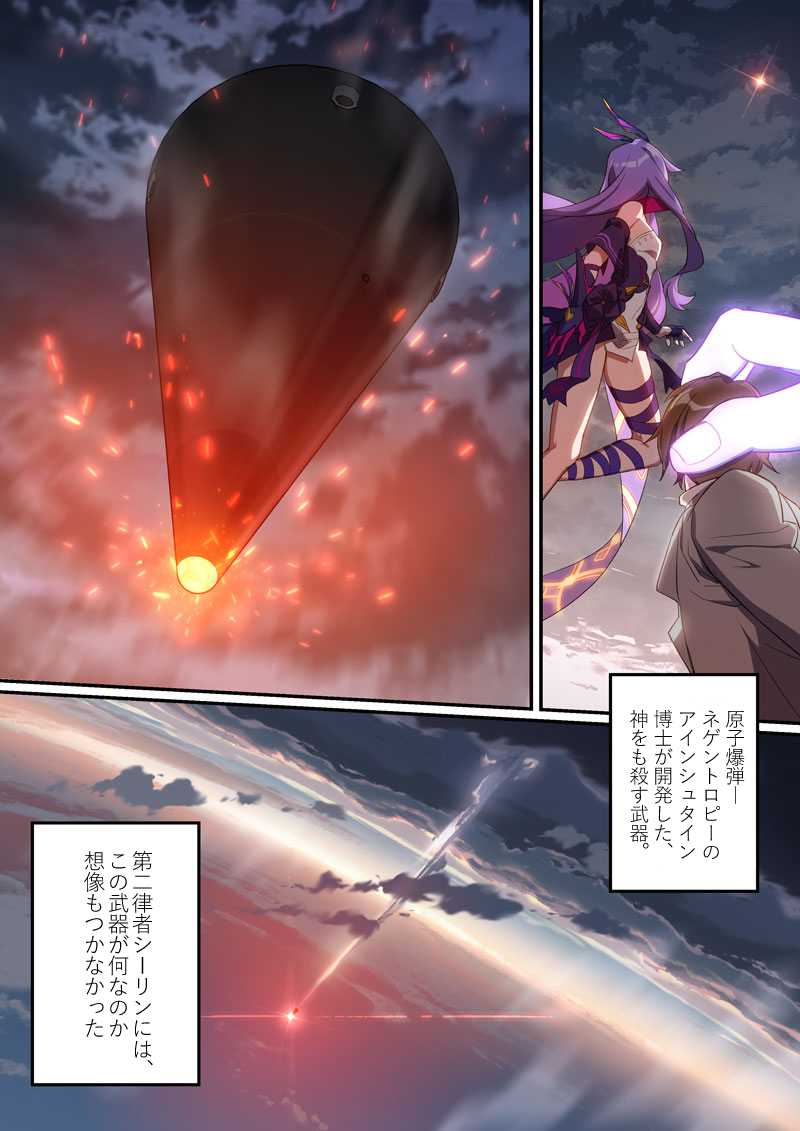 原子爆弾―
ネゲントロピーの
アインシュタイン
博士が開発した、
神をも殺す武器。
第二律者シーリンには、
この武器が何なのか
想像もつかなかった